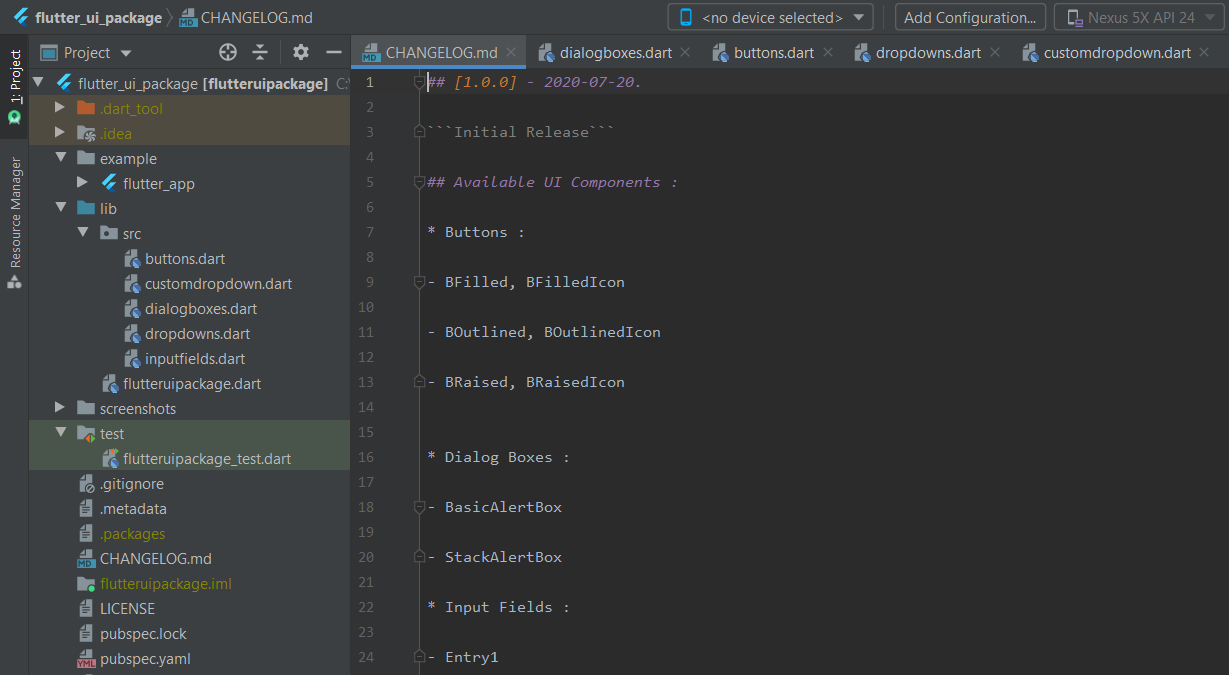 flutter_ui_package CHANGELOG.md
<no device selected> Add Configuration... Nexus 5X API 24
1: Project
Resource Manager
Project
flutter_ui_package [flutteruipackage] C:
.dart_tool
.idea
example
flutter_app
lib
src
buttons.dart
customdropdown.dart
dialogboxes.dart
dropdowns.dart
inputfields.dart
flutteruipackage.dart
screenshots
test
flutteruipackage_test.dart
.gitignore
.metadata
.packages
CHANGELOG.md
flutteruipackage.iml
LICENSE
pubspec.lock
pubspec.yaml
CHANGELOG.md dialogboxes.dart buttons.dart dropdowns.dart customdropdown.dart
1 ## [1.0.0] - 2020-07-20.
2
3 ```Initial Release```
4
5 ## Available UI Components :
6
7 * Buttons :
8
9 - BFilled, BFilledIcon
10
11 - BOutlined, BOutlinedIcon
12
13 - BRaised, BRaisedIcon
14
15
16 * Dialog Boxes :
17
18 - BasicAlertBox
19
20 - StackAlertBox
21
22 * Input Fields :
23
24 - Entry1